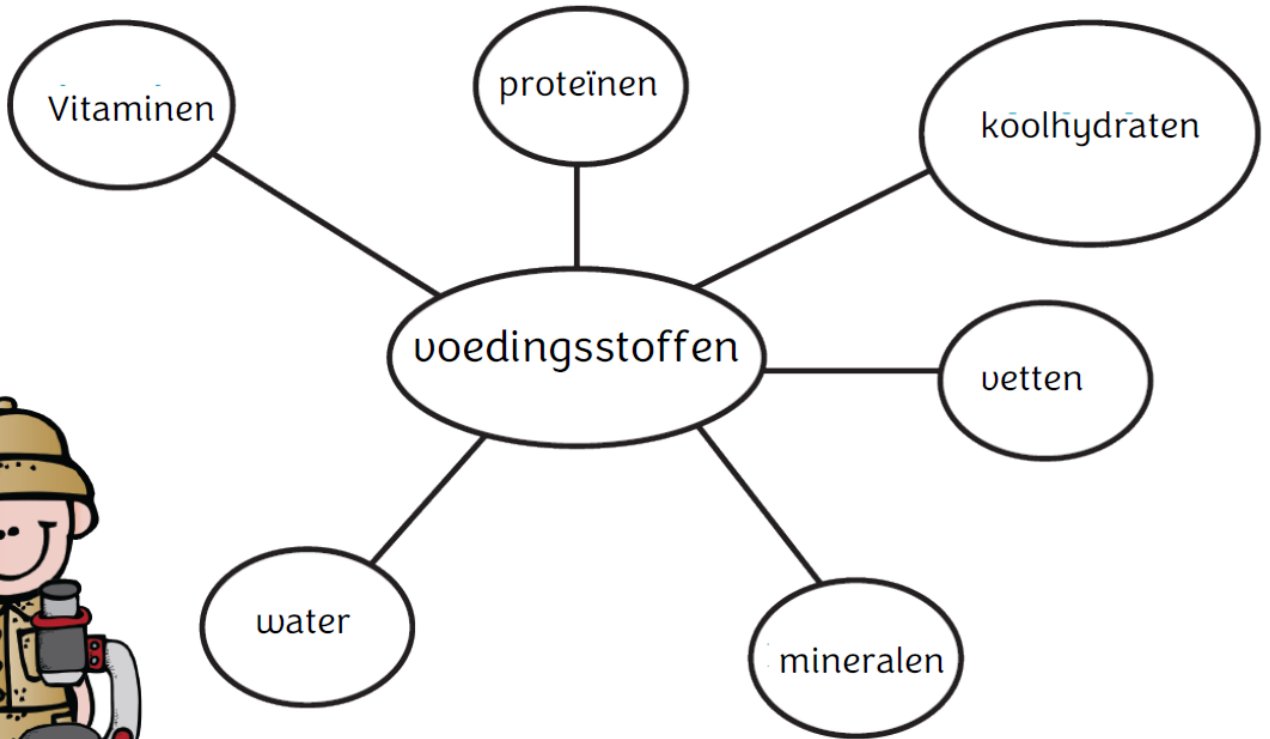 Vitaminen
proteïnen
koolhydraten
voedingsstoffen
vetten
water
mineralen